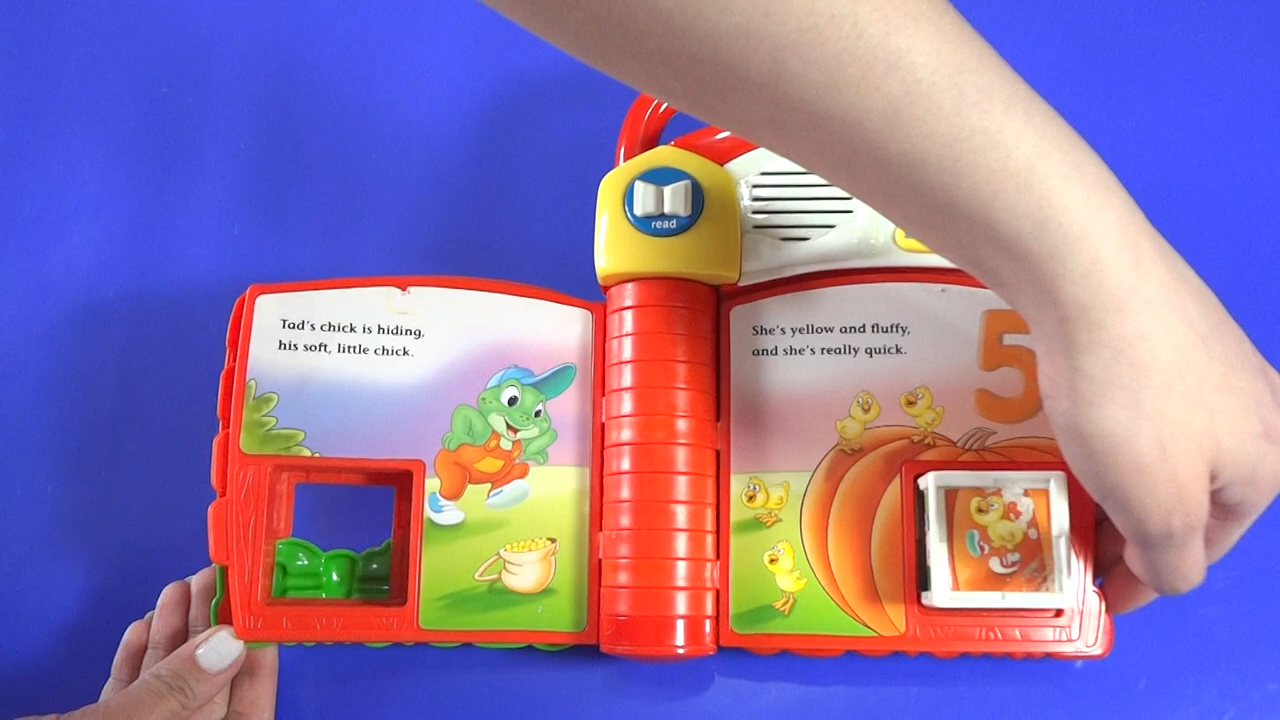 read
Tad's chick is hiding,
his soft, little chick.
She's yellow and fluffy,
and she's really quick.
5